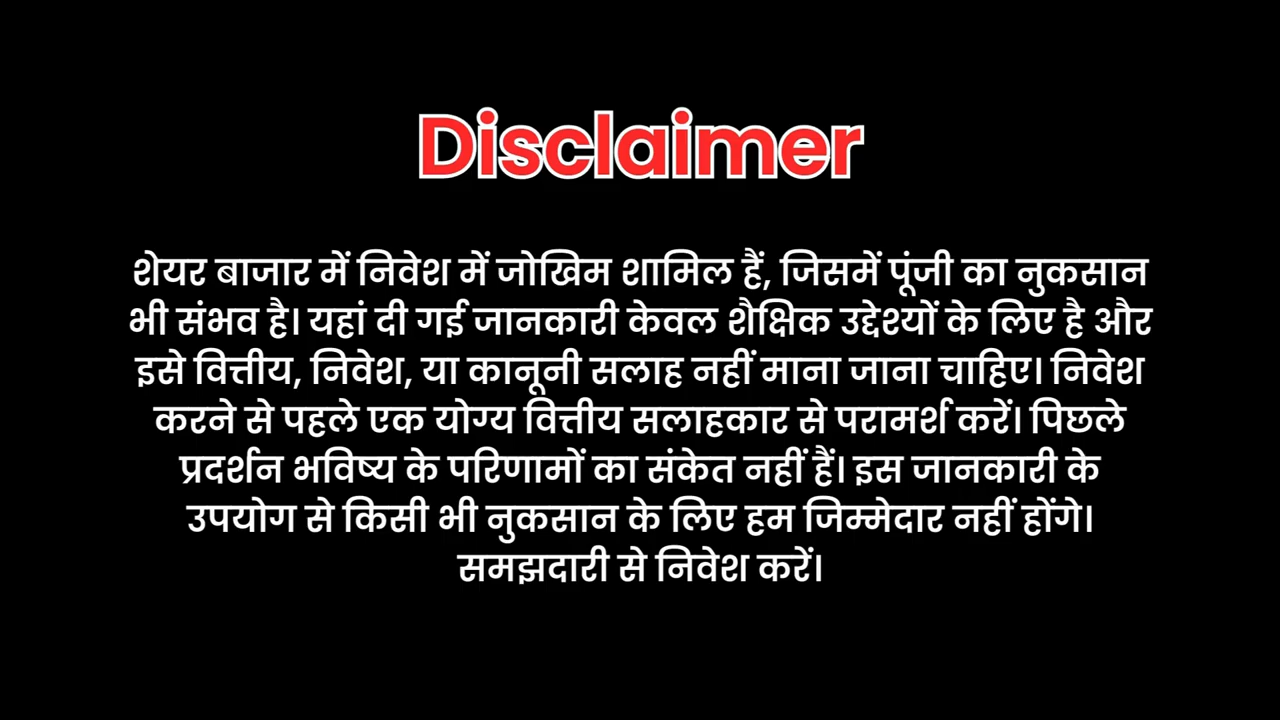 Disclaimer
शेयर बाजार में निवेश में जोखिम शामिल हैं, जिसमें पूंजी का नुकसान
भी संभव है। यहां दी गई जानकारी केवल शैक्षिक उद्देश्यों के लिए है और
इसे वित्तीय, निवेश, या कानूनी सलाह नहीं माना जाना चाहिए। निवेश
करने से पहले एक योग्य वित्तीय सलाहकार से परामर्श करें। पिछले
प्रदर्शन भविष्य के परिणामों का संकेत नहीं हैं। इस जानकारी के
उपयोग से किसी भी नुकसान के लिए हम जिम्मेदार नहीं होंगे।
समझदारी से निवेश करें।